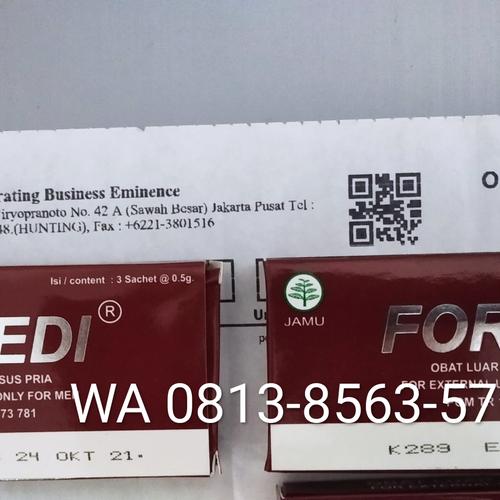 rating Business Eminence
iryopranoto No. 42 A (Sawah Besar) Jakarta Pusat Tel :
48.(HUNTING), Fax : +6221-3801516
O
Isi / content : 3 Sachet @ 0.5g.
EDI®
SUS PRIA
ONLY FOR ME
73 781
24 OKT 21
JAMU
FOR
OBAT LUAR
FOR EXTERNAL
K289 E
WA 0813-8563-57